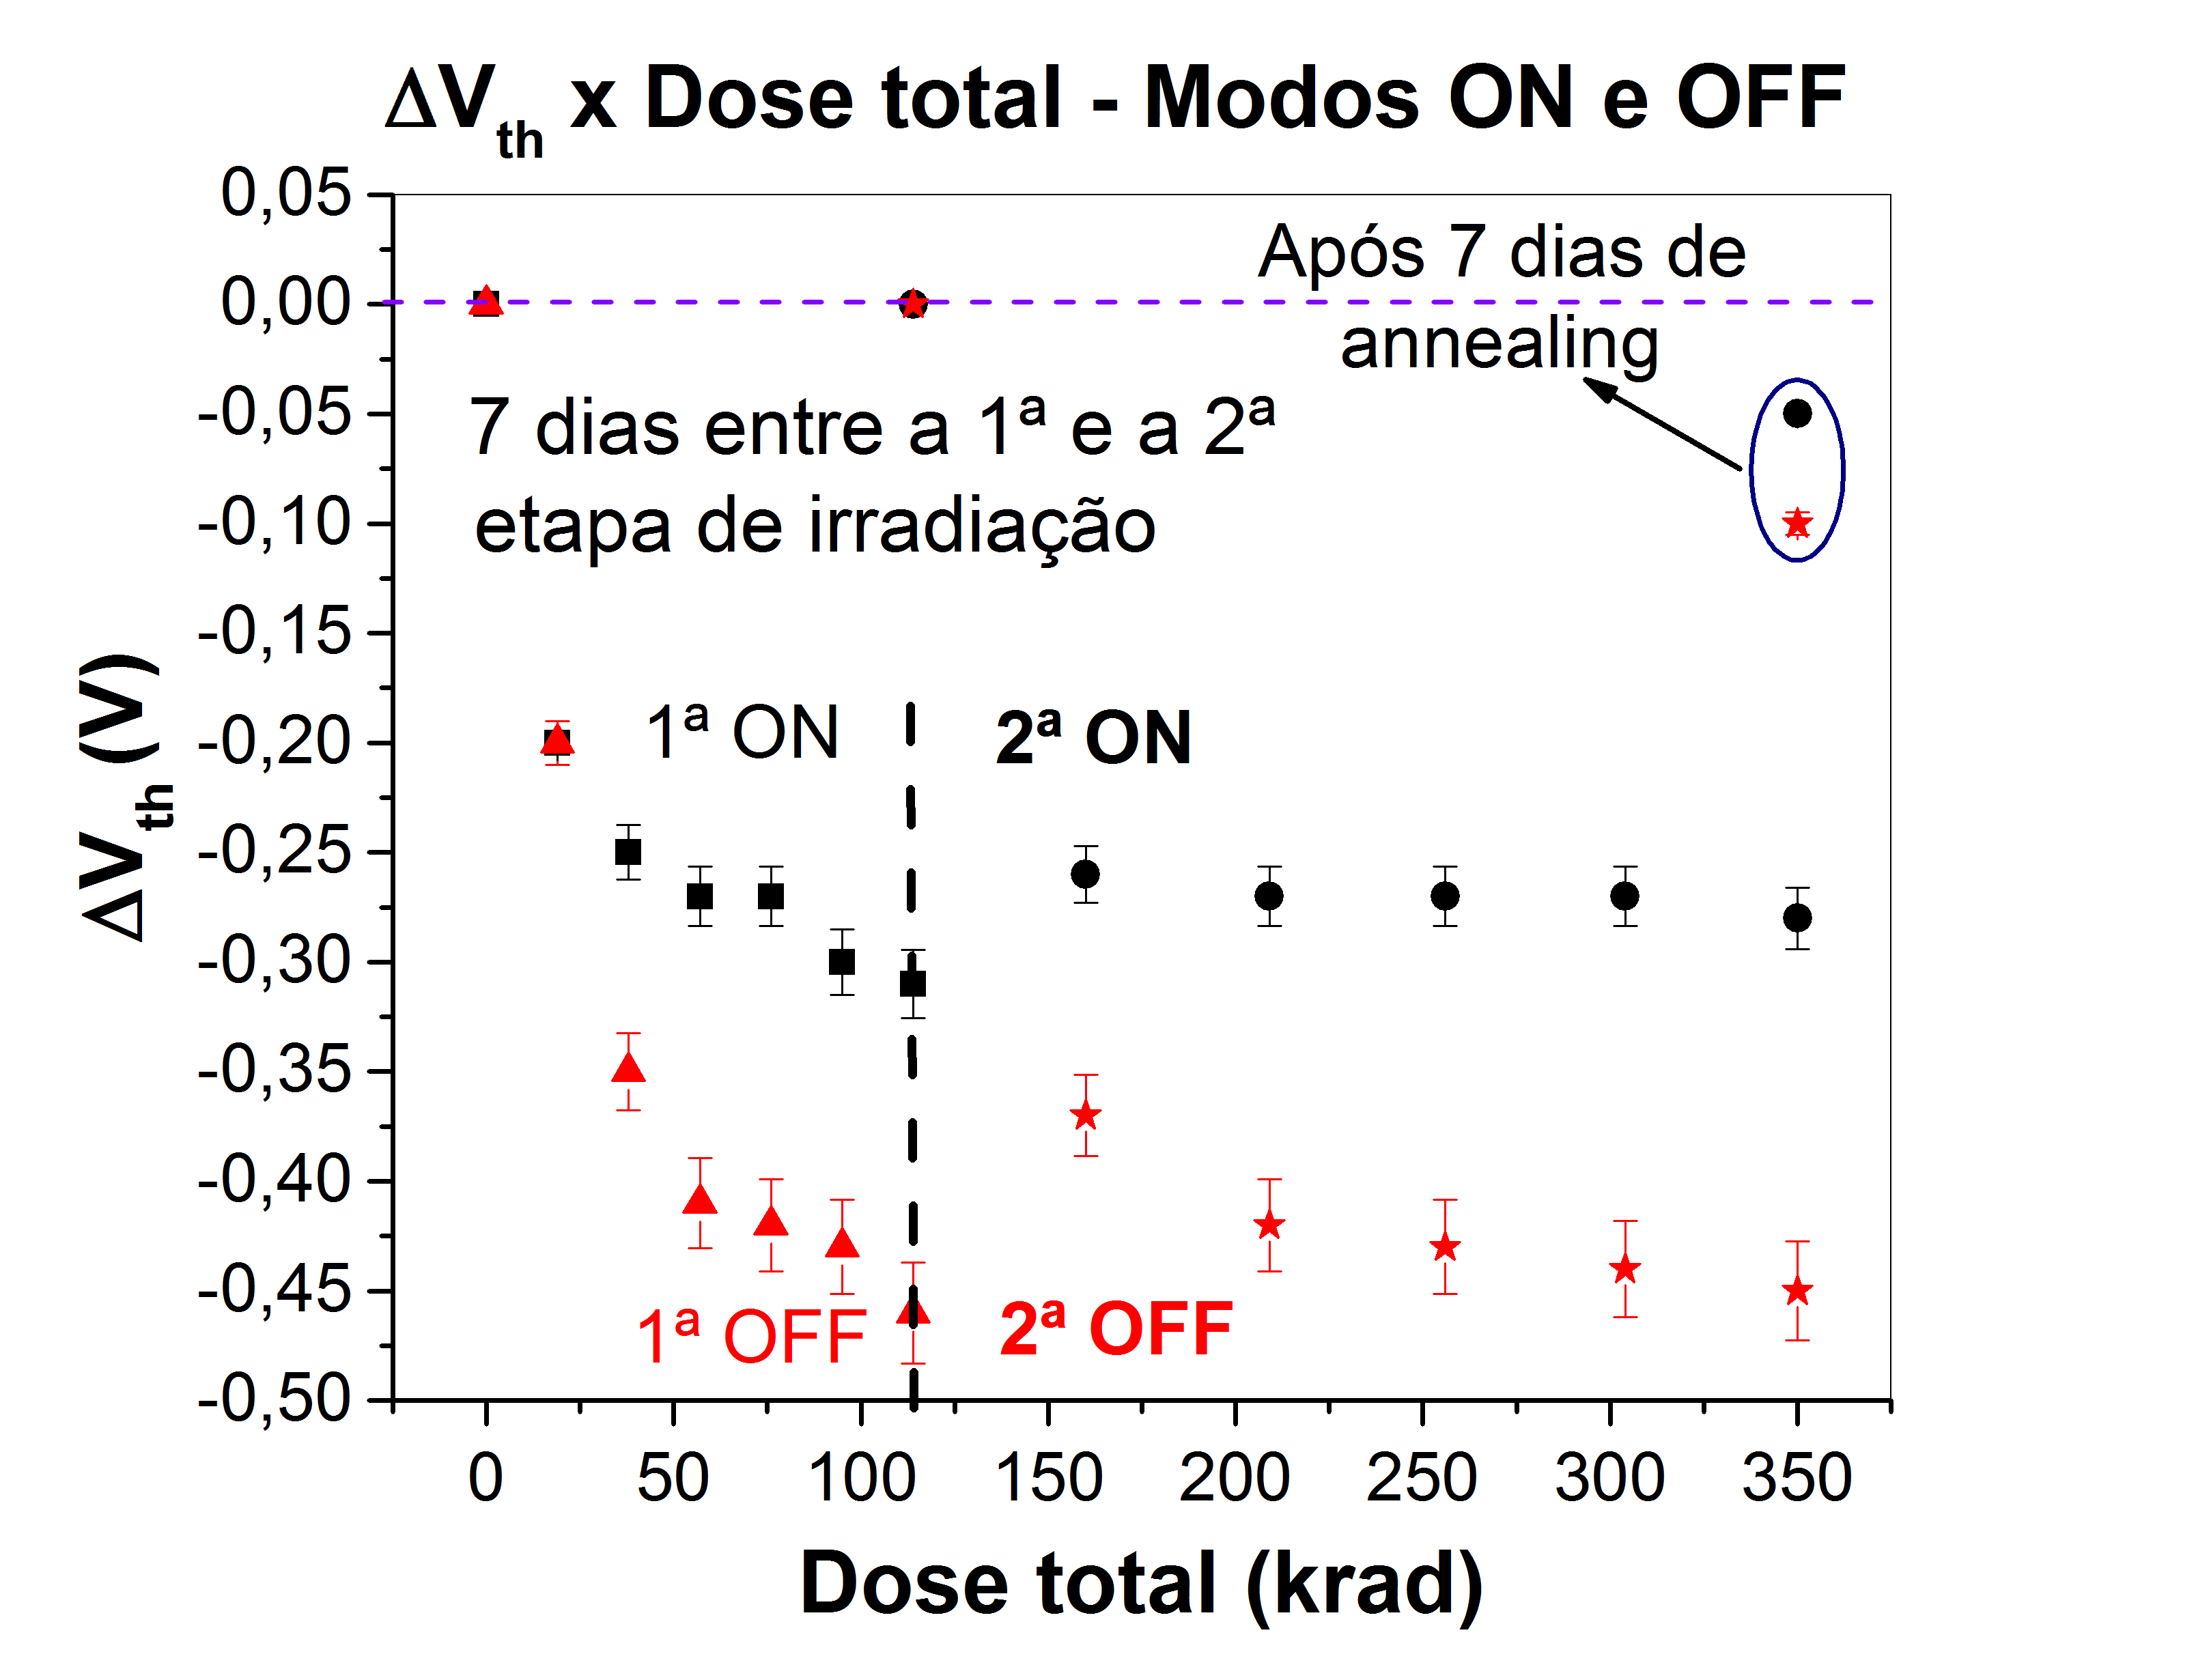 ΔVth x Dose total - Modos ON e OFF
0,05
0,00
-0,05
-0,10
-0,15
-0,20
-0,25
-0,30
-0,35
-0,40
-0,45
-0,50
ΔVth (V)
Após 7 dias de
annealing
7 dias entre a 1ª e a 2ª
etapa de irradiação
1ª ON
2ª ON
1ª OFF
2ª OFF
0 50 100 150 200 250 300 350
Dose total (krad)